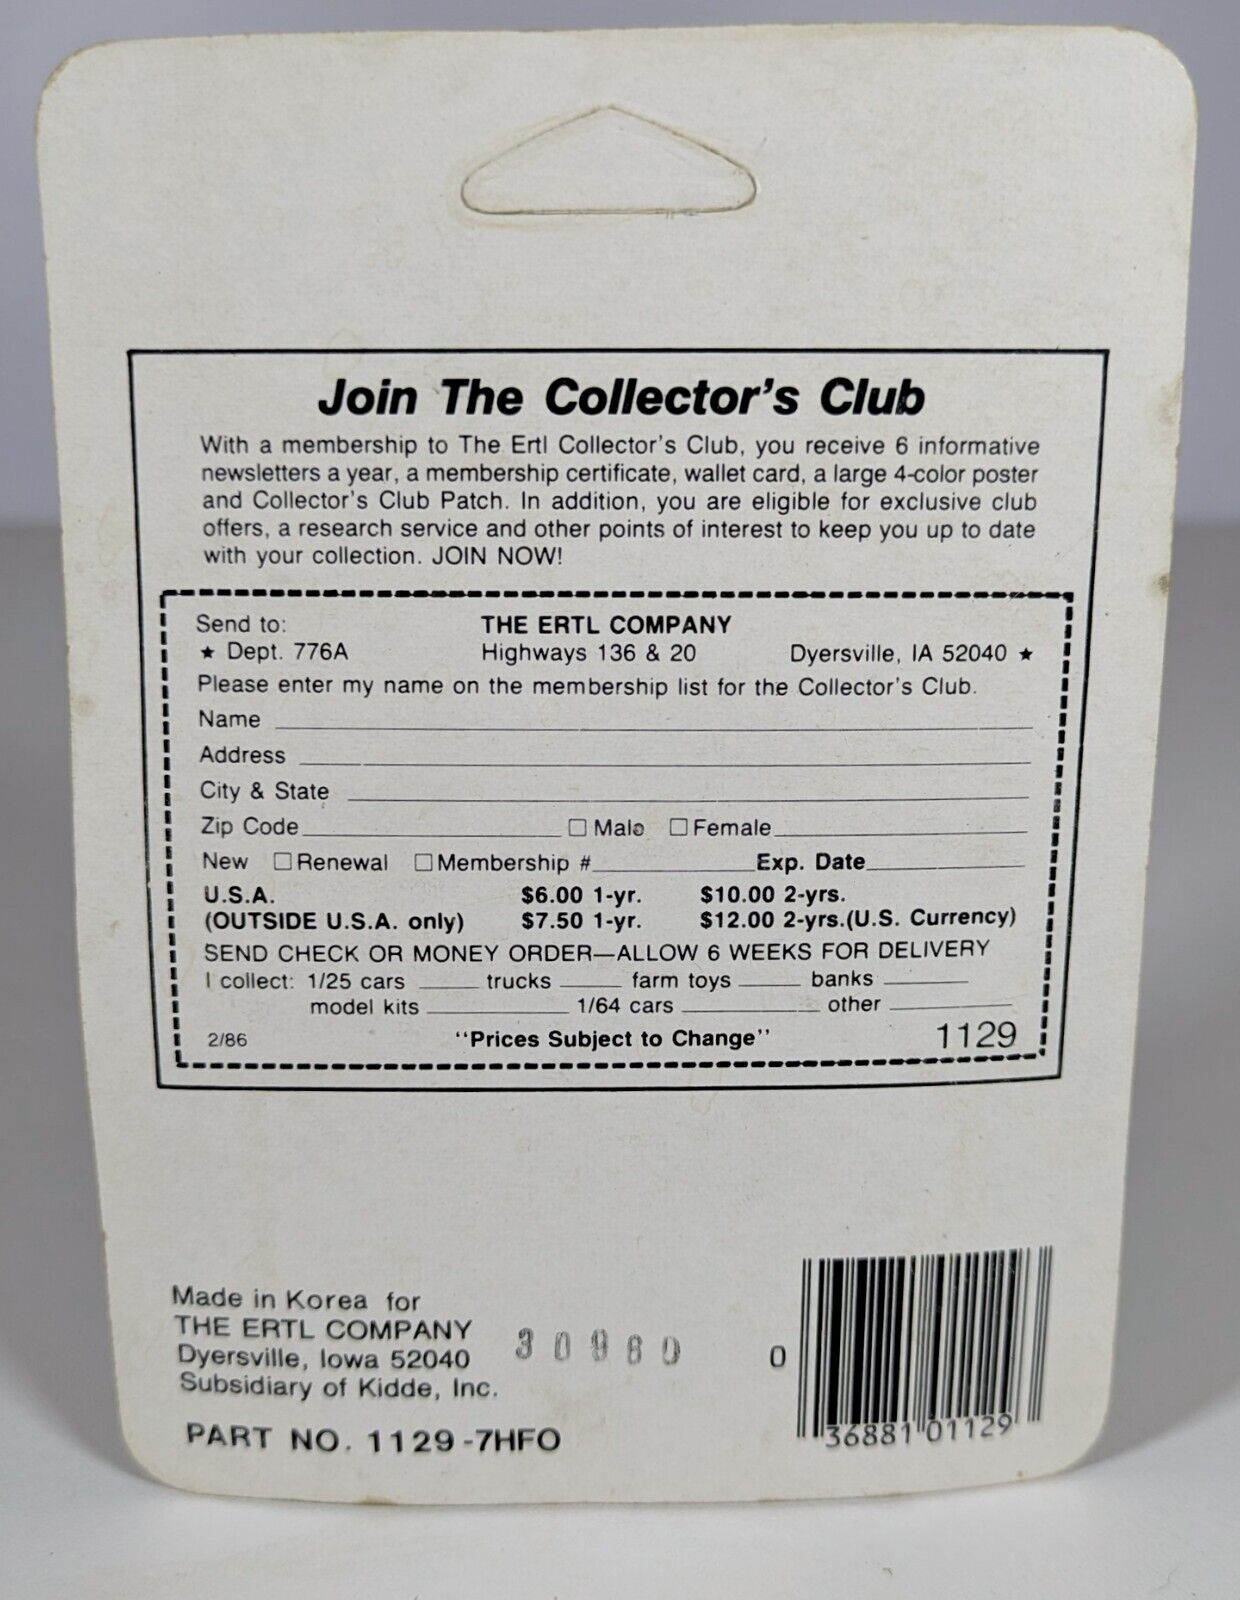 Join The Collector's Club
With a membership to The Ertl Collector's Club, you receive 6 informative
newsletters a year, a membership certificate, wallet card, a large 4-color poster
and Collector's Club Patch. In addition, you are eligible for exclusive club
offers, a research service and other points of interest to keep you up to date
with your collection. JOIN NOW!
Send to: THE ERTL COMPANY
★ Dept. 776A Highways 136 & 20 Dyersville, IA 52040 ★
Please enter my name on the membership list for the Collector's Club.
Name
Address
City & State
Zip Code ☐ Male ☐ Female
New ☐ Renewal ☐ Membership # Exp. Date
U.S.A. $6.00 1-yr. $10.00 2-yrs.
(OUTSIDE U.S.A. only) $7.50 1-yr. $12.00 2-yrs.(U.S. Currency)
SEND CHECK OR MONEY ORDER—ALLOW 6 WEEKS FOR DELIVERY
I collect: 1/25 cars trucks farm toys banks
model kits 1/64 cars other
2/86 "Prices Subject to Change" 1129
Made in Korea for
THE ERTL COMPANY
Dyersville, Iowa 52040
Subsidiary of Kidde, Inc.
PART NO. 1129-7HFO
30960
0 36881 01129